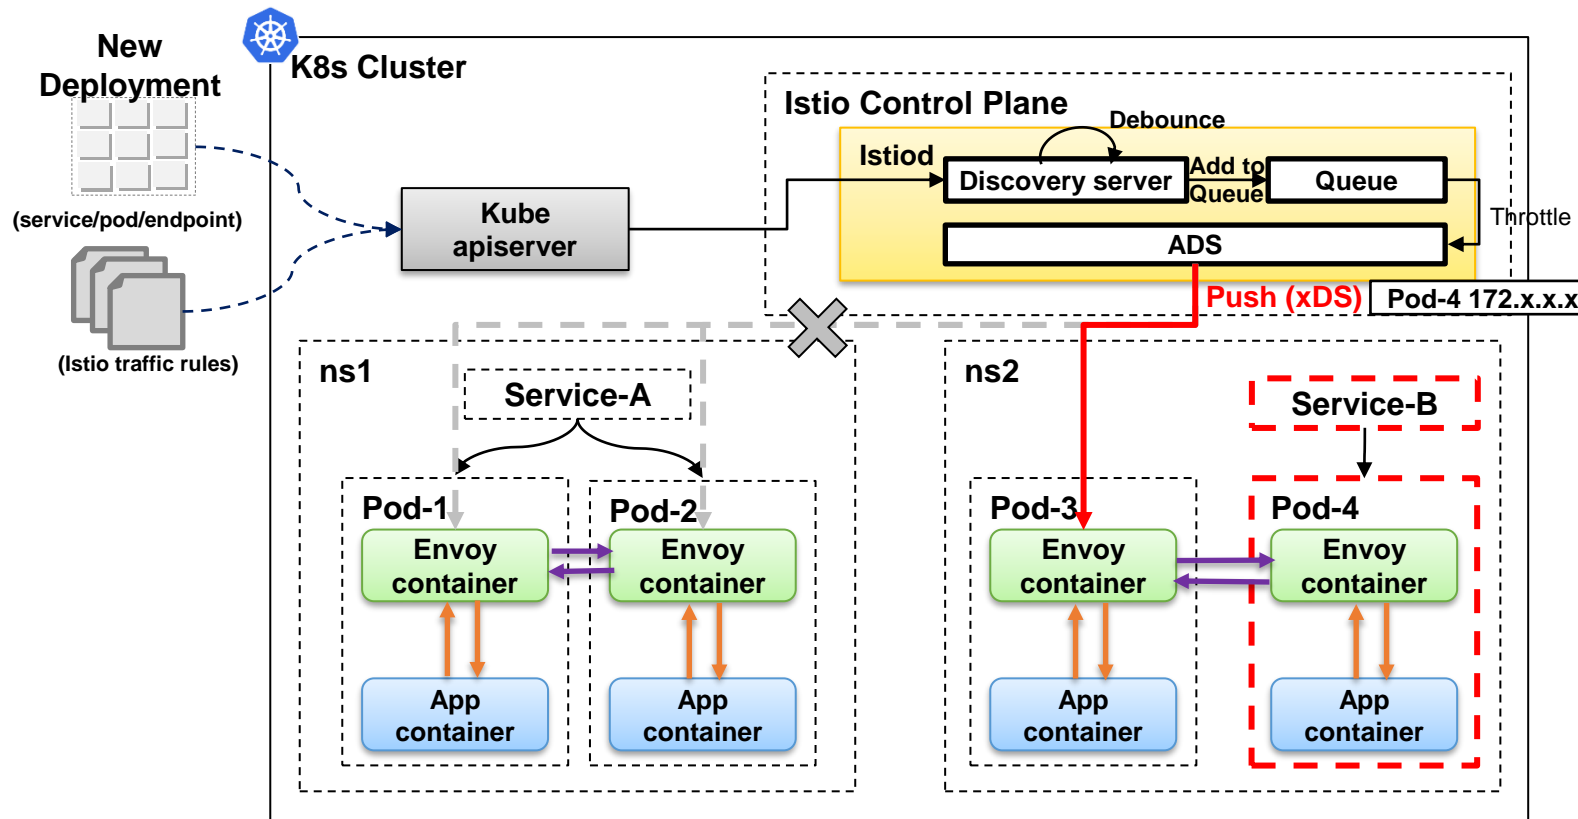 New
Deployment
(service/pod/endpoint)
(Istio traffic rules)
K8s Cluster
Kube
apiserver
Istio Control Plane
Debounce
Istiod
Discovery server
Add to
Queue
Queue
Throttle
ADS
Push (xDS)
Pod-4 172.x.x.x
ns1
Service-A
Pod-1
Envoy
container
App
container
Pod-2
Envoy
container
App
container
ns2
Service-B
Pod-3
Envoy
container
App
container
Pod-4
Envoy
container
App
container